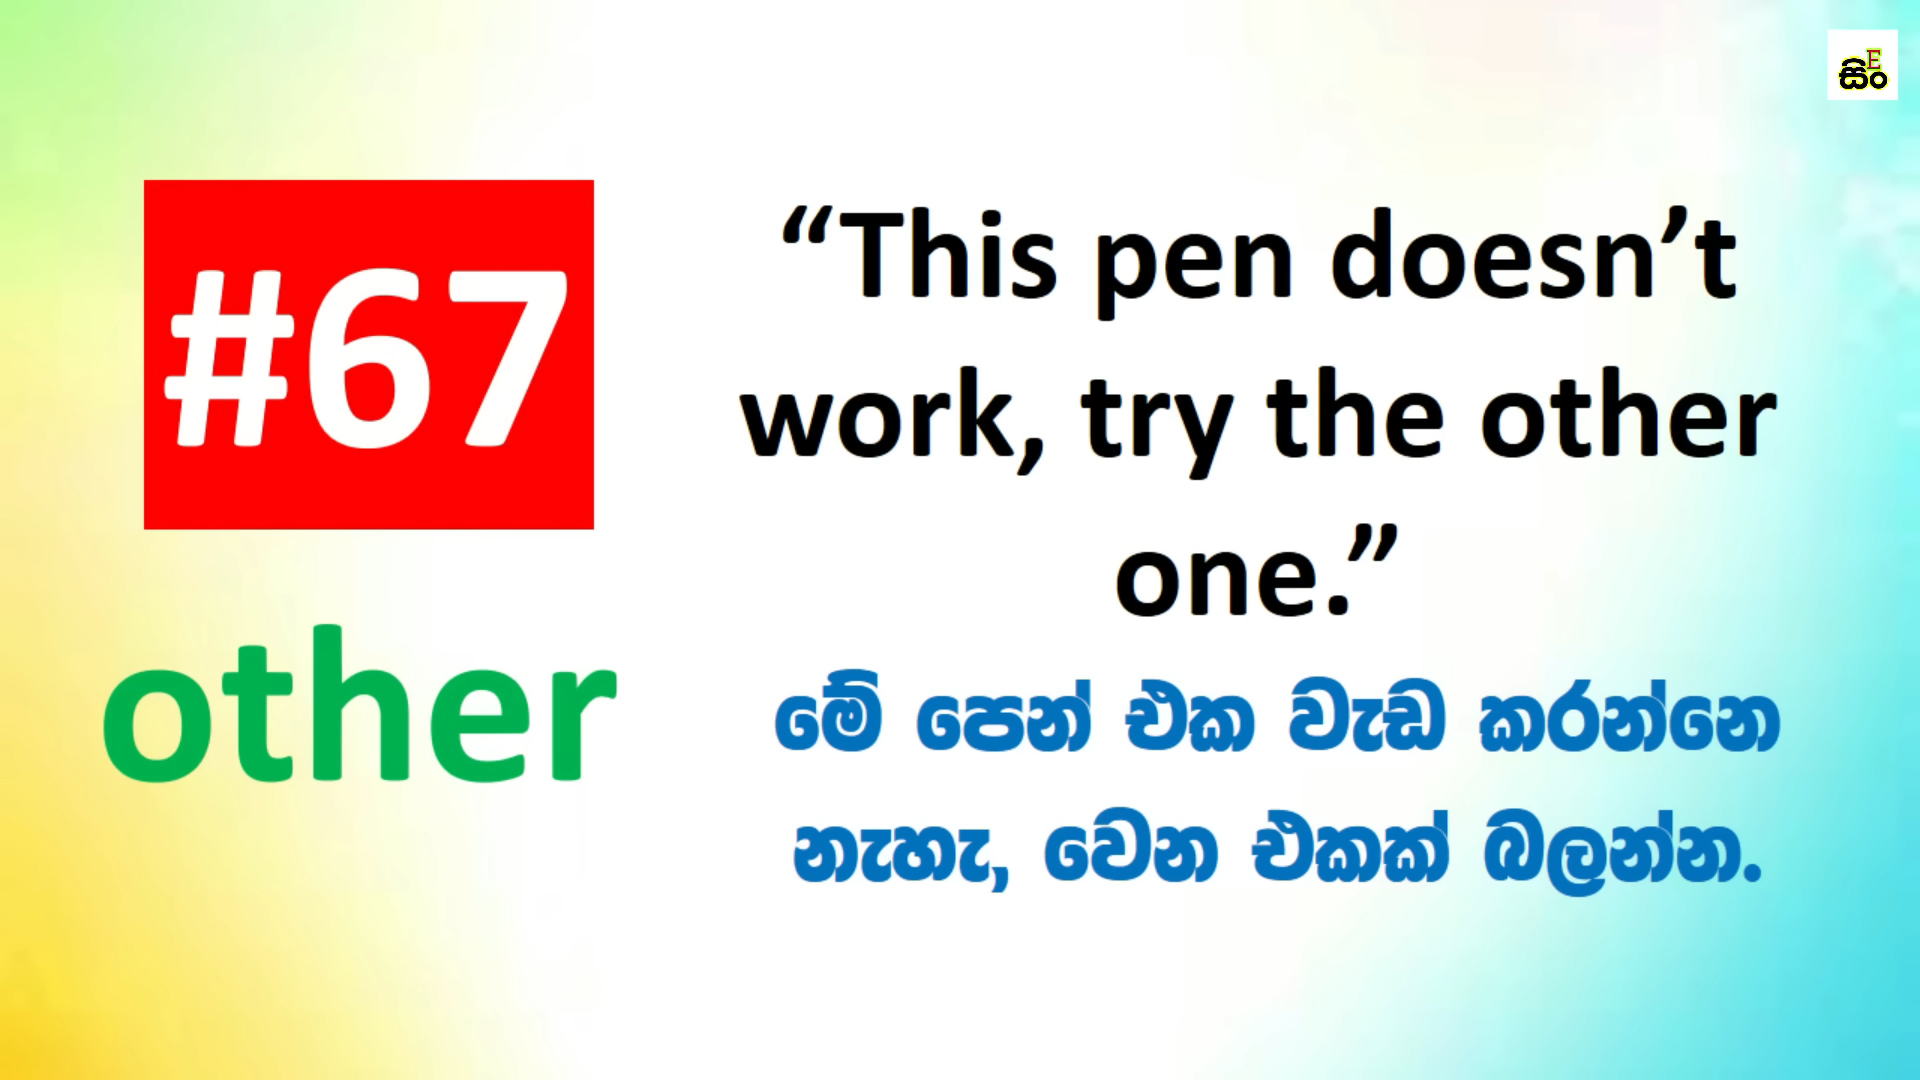 සිං
E
#67
other
“This pen doesn’t
work, try the other
one.”
මේ පෙන් එක වැඩ කරන්නෙ
නැහැ, වෙන එකක් බලන්න.